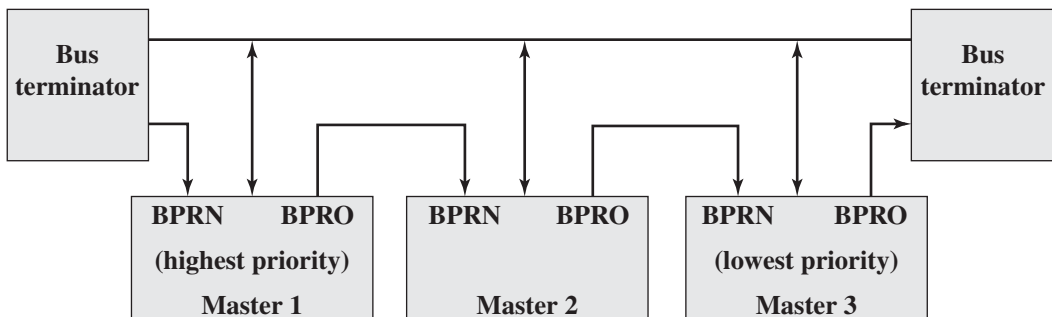 Bus
terminator
Bus
terminator
BPRN BPRO
(highest priority)
Master 1
BPRN BPRO
Master 2
BPRN BPRO
(lowest priority)
Master 3